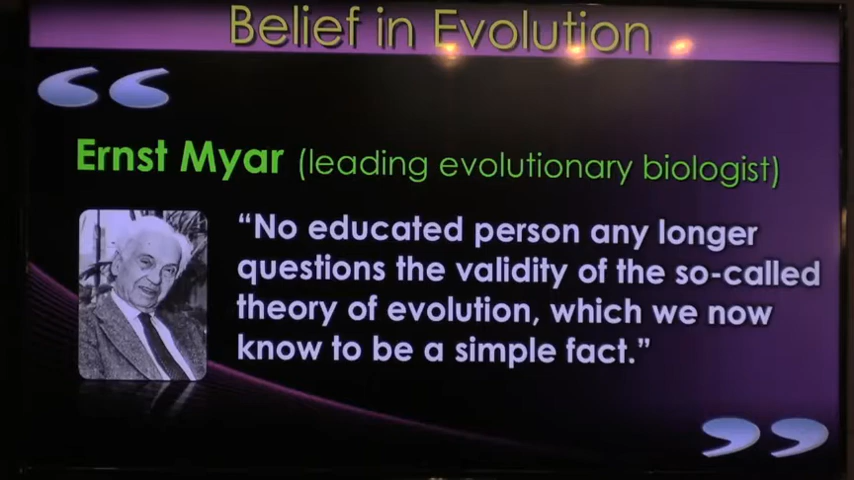 Belief in Evolution
“
Ernst Myar (leading evolutionary biologist)
“No educated person any longer
questions the validity of the so-called
theory of evolution, which we now
know to be a simple fact.”
”